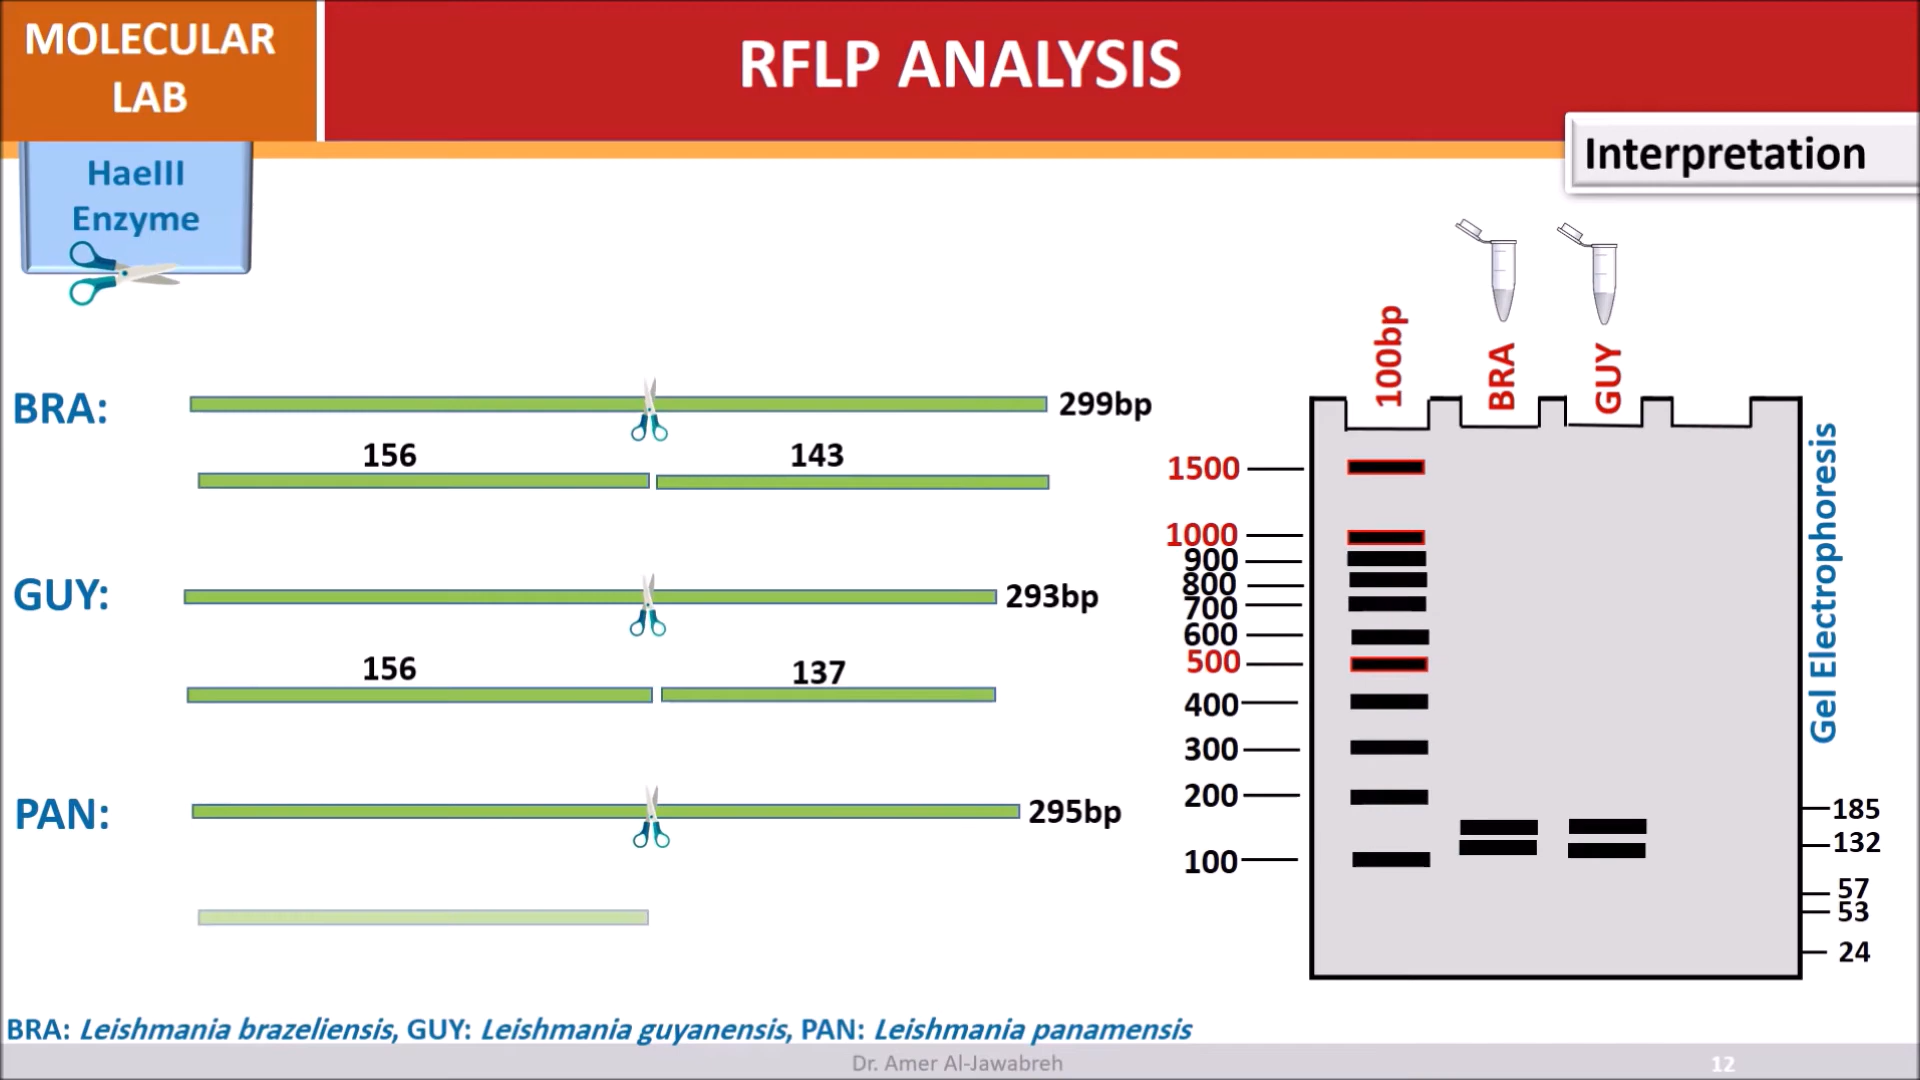 MOLECULAR
LAB
RFLP ANALYSIS
Interpretation
HaeIII
Enzyme
BRA:
299bp
156
143
GUY:
293bp
156
137
PAN:
295bp
100bp
BRA
GUY
1500
1000
900
800
700
600
500
400
300
200
100
Gel Electrophoresis
185
132
57
53
24
BRA: Leishmania brazeliensis, GUY: Leishmania guyanensis, PAN: Leishmania panamensis
Dr. Amer Al-Jawabreh
12